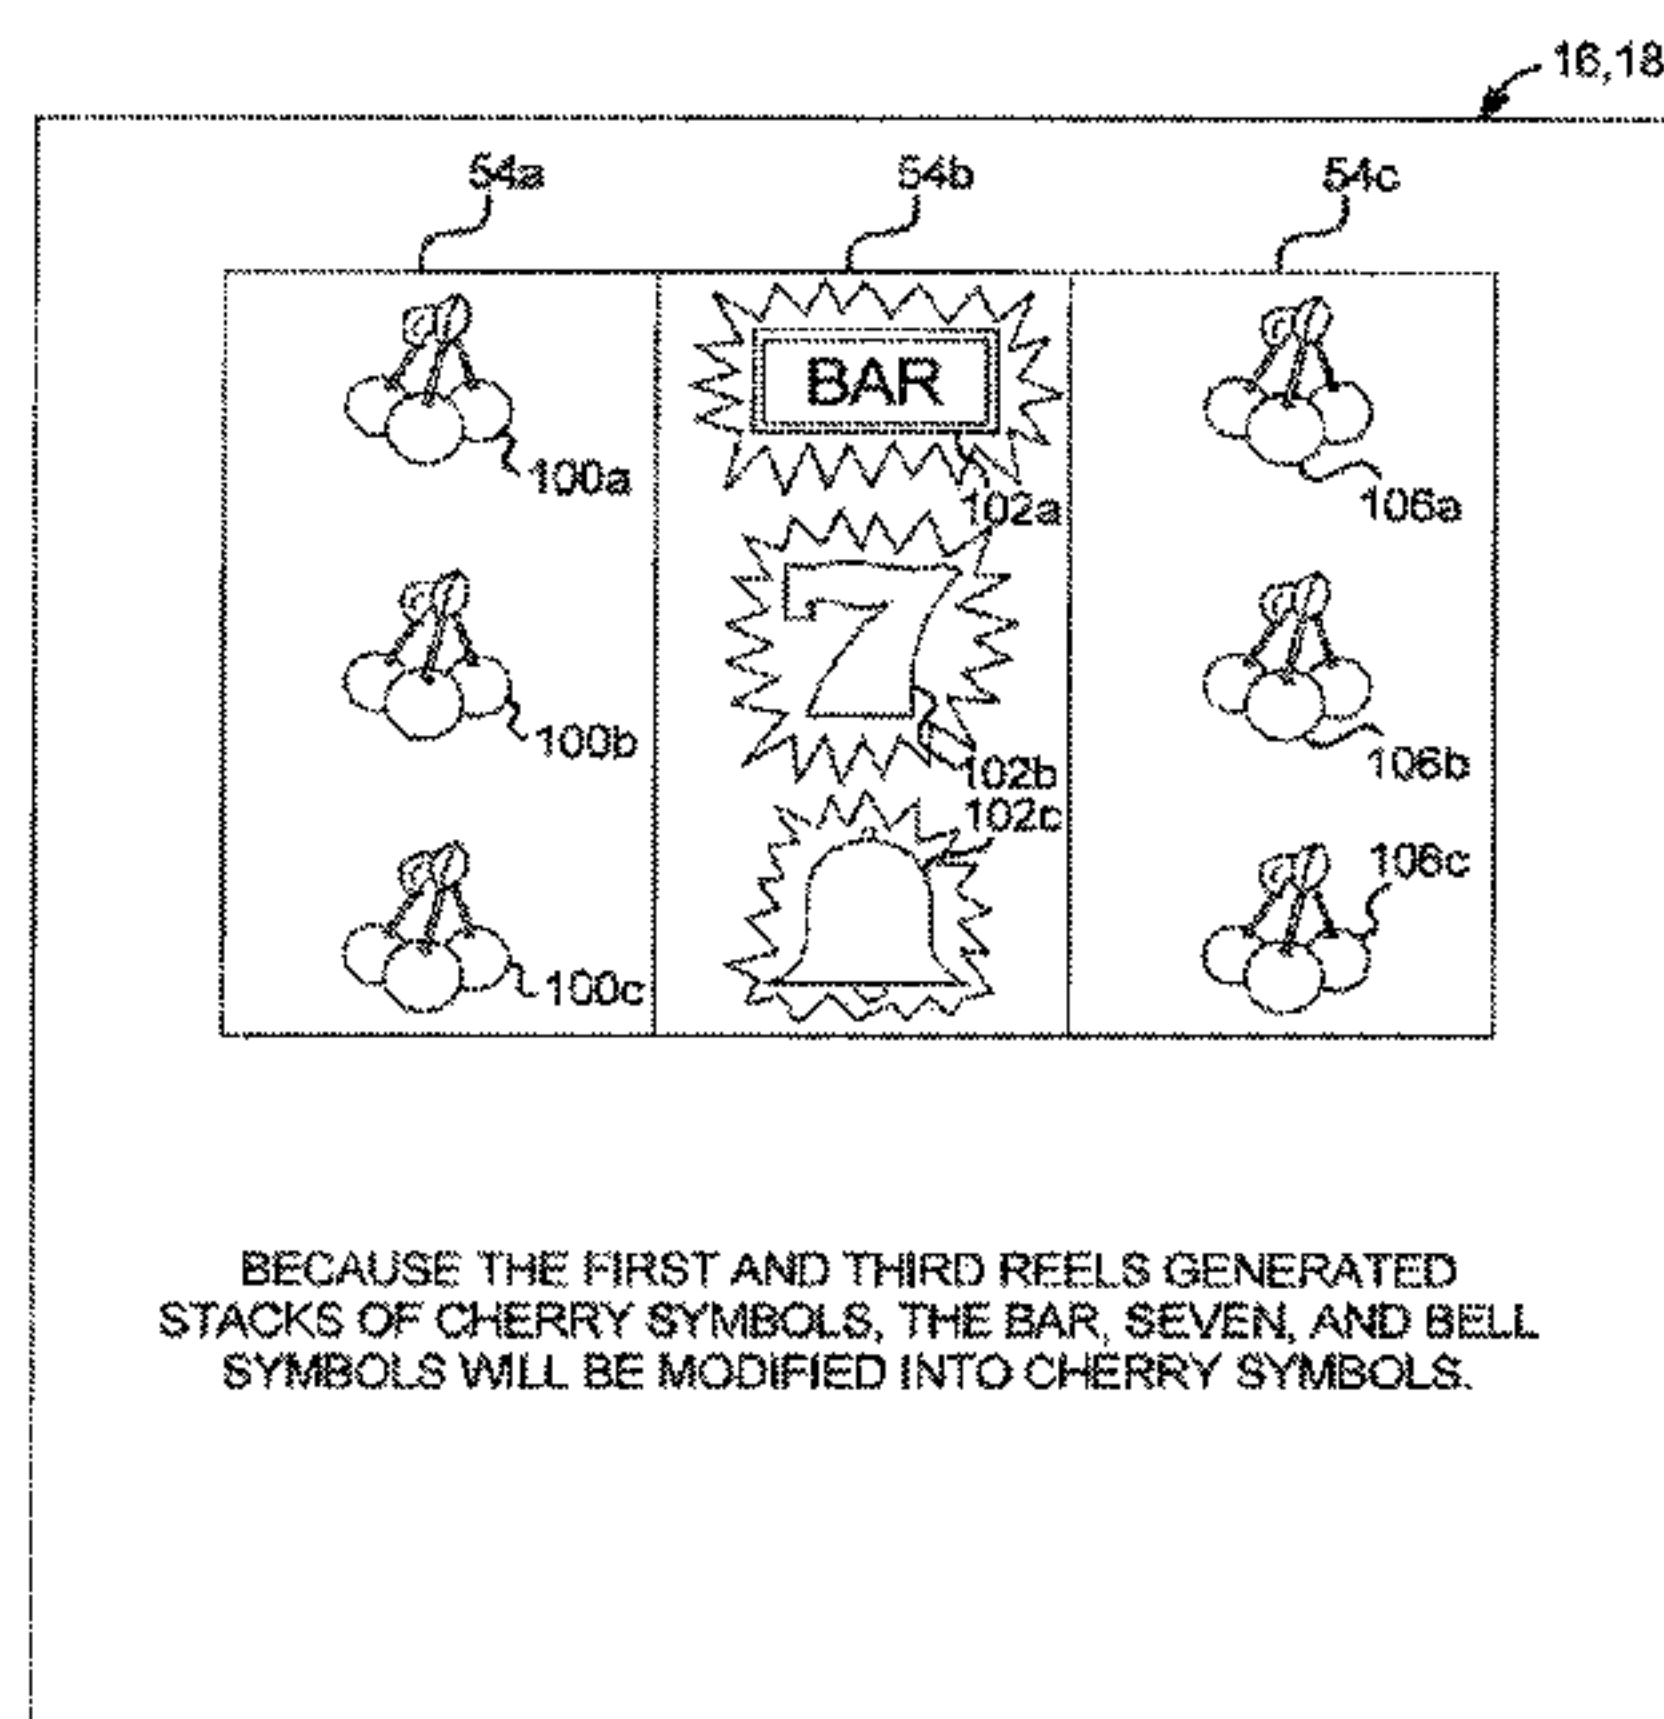 16,18
54a 54b 54c
BAR
100a
102a
106a
7
100b
102b
106b
102c
106c
100c
BECAUSE THE FIRST AND THIRD REELS GENERATED
STACKS OF CHERRY SYMBOLS, THE BAR, SEVEN, AND BELL
SYMBOLS WILL BE MODIFIED INTO CHERRY SYMBOLS.